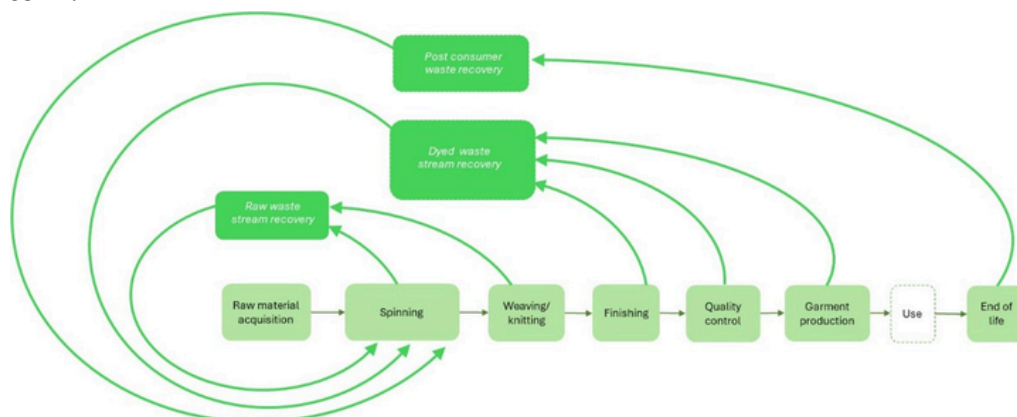 Post consumer
waste recovery
Dyed waste
stream recovery
Raw waste
stream recovery
Raw material
acquisition
Spinning
Weaving/
knitting
Finishing
Quality
control
Garment
production
Use
End of
life